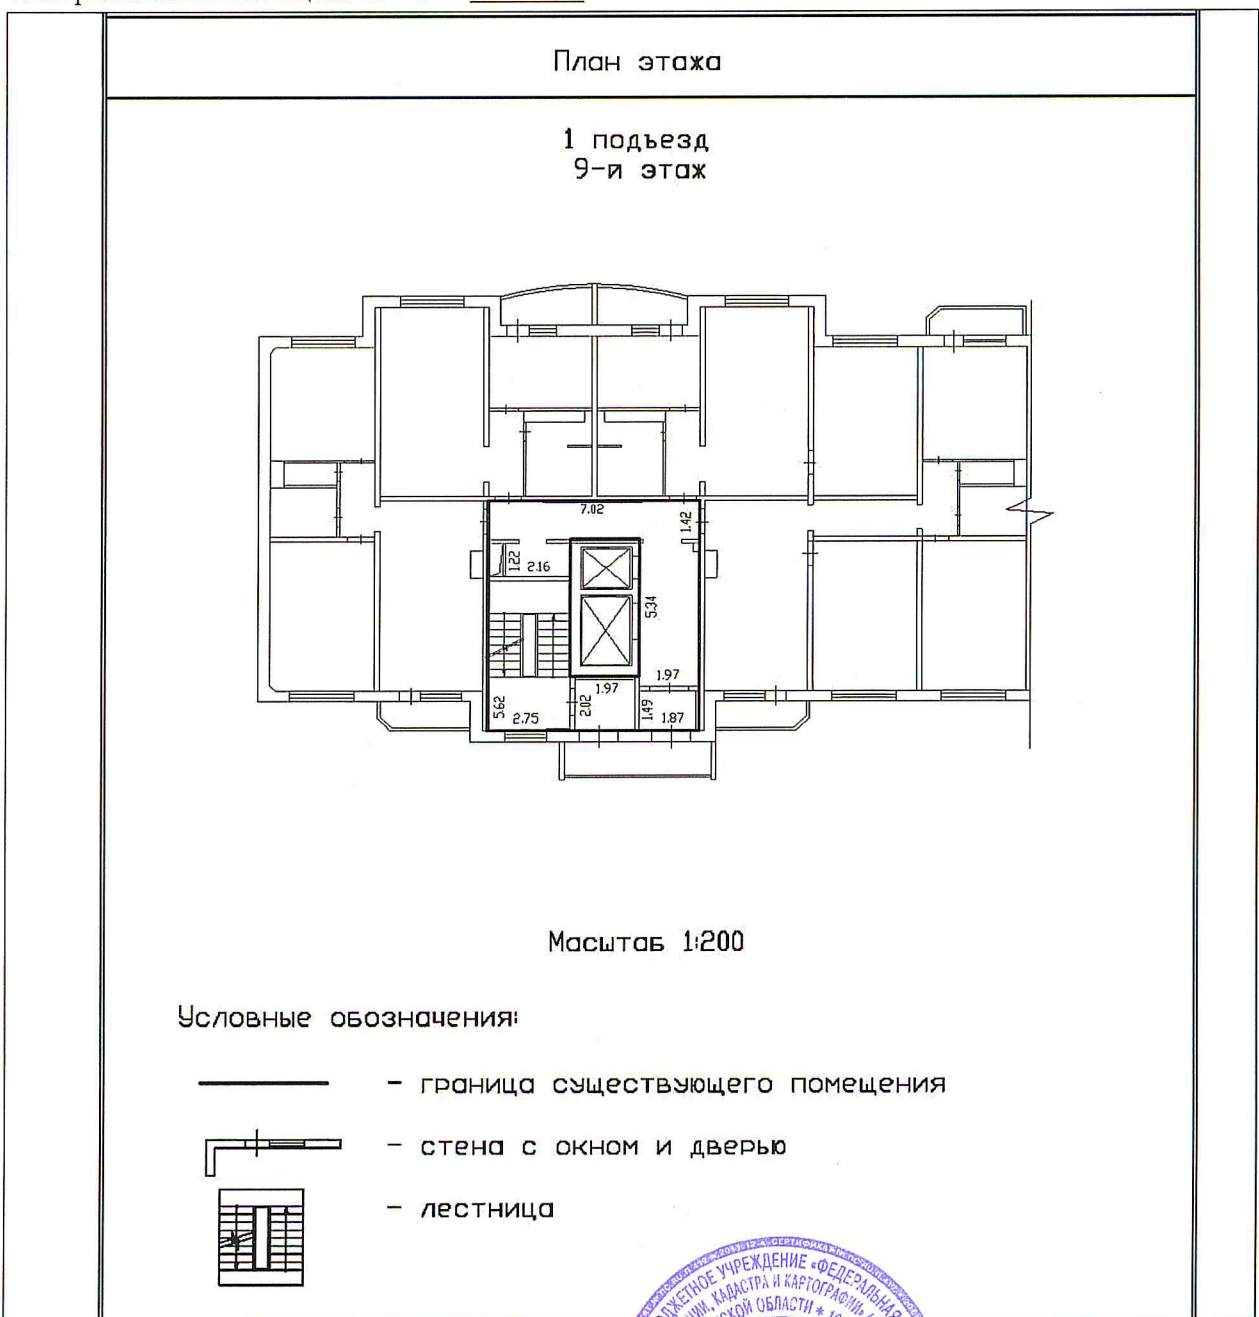 План этажа
1 подъезд
9-и этаж
7.02
1.42
1.22
2.16
5.34
1.97
1.97
5.62
2.75
2.02
1.49
1.87
Масштаб 1:200
Условные обозначения:
- граница существующего помещения
- стена с окном и дверью
- лестница
УЧРЕЖДЕНИЕ «ФЕДЕРАЛЬНАЯ
КАДАСТРА И КАРТОГРАФИИ»
ОБЛАСТИ *